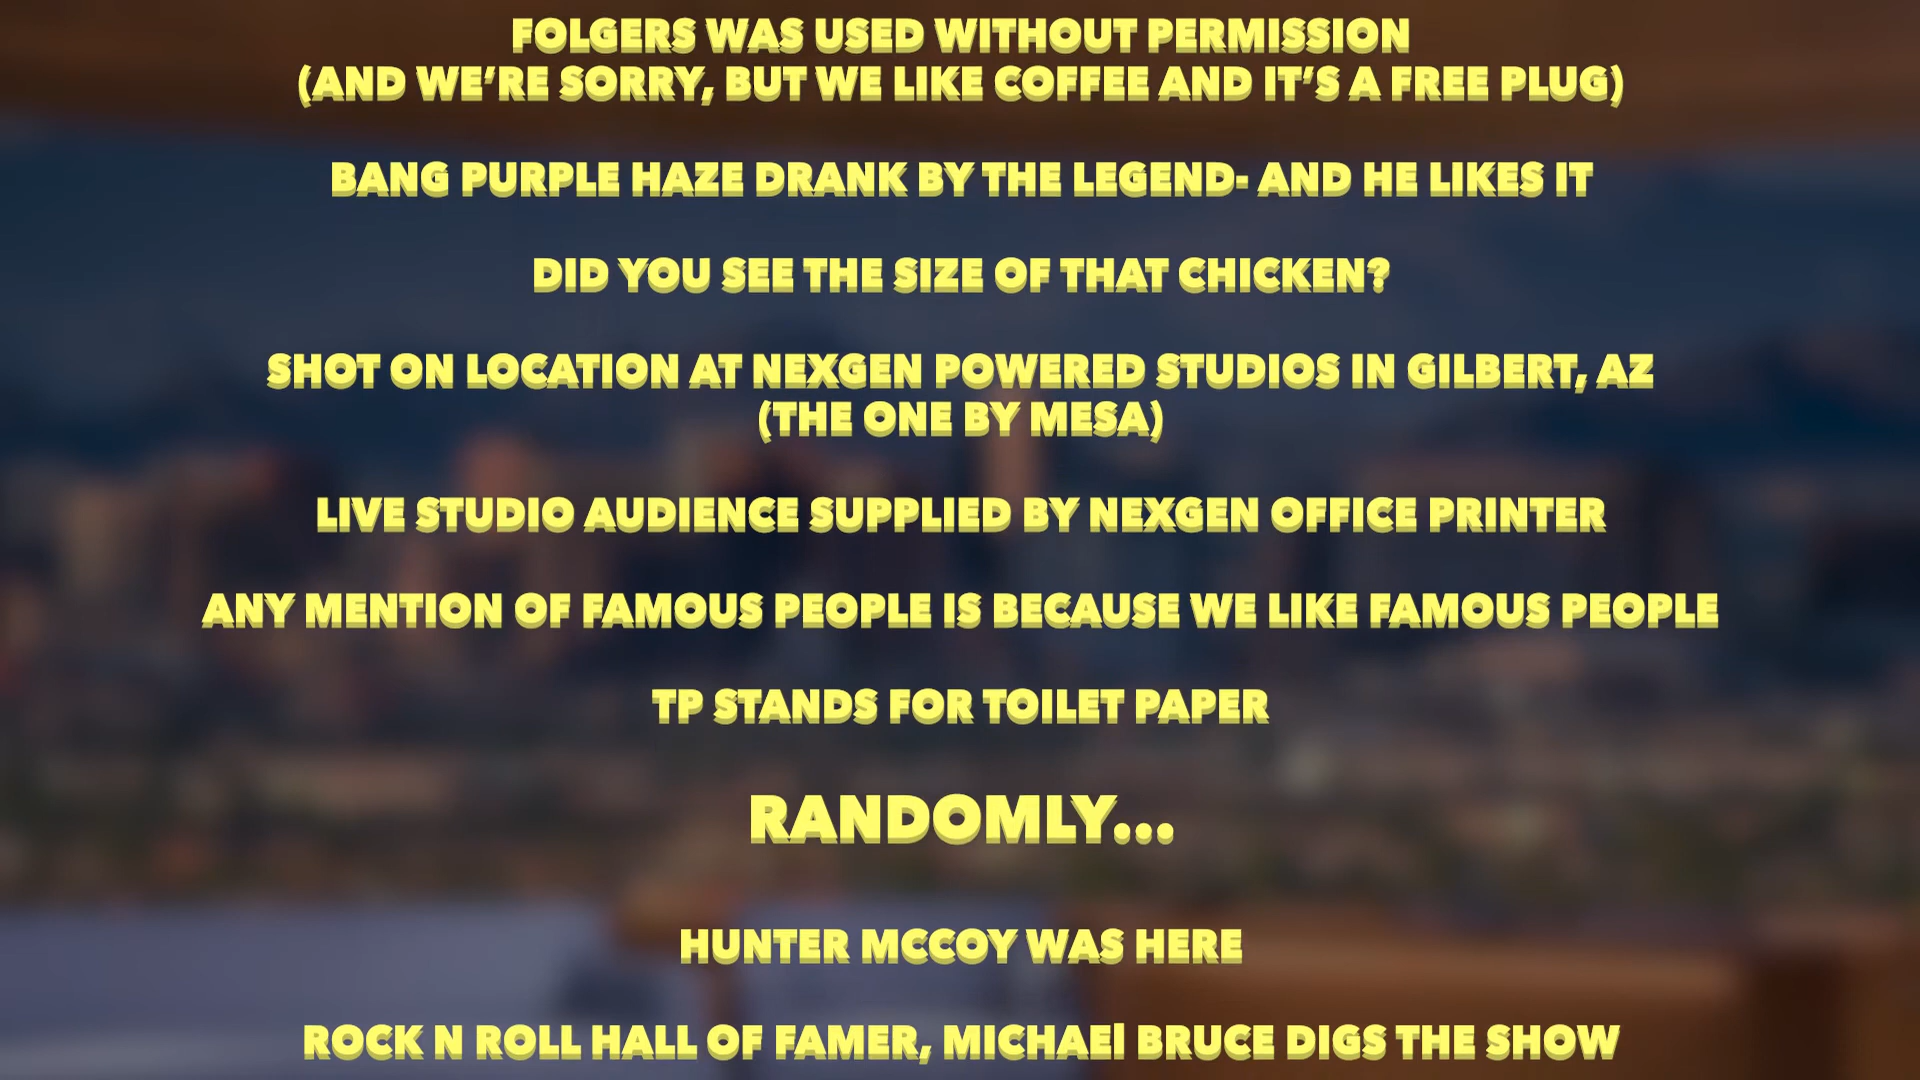 FOLGERS WAS USED WITHOUT PERMISSION
(AND WE’RE SORRY, BUT WE LIKE COFFEE AND IT’S A FREE PLUG)
BANG PURPLE HAZE DRANK BY THE LEGEND- AND HE LIKES IT
DID YOU SEE THE SIZE OF THAT CHICKEN?
SHOT ON LOCATION AT NEXGEN POWERED STUDIOS IN GILBERT, AZ
(THE ONE BY MESA)
LIVE STUDIO AUDIENCE SUPPLIED BY NEXGEN OFFICE PRINTER
ANY MENTION OF FAMOUS PEOPLE IS BECAUSE WE LIKE FAMOUS PEOPLE
TP STANDS FOR TOILET PAPER
RANDOMLY...
HUNTER MCCOY WAS HERE
ROCK N ROLL HALL OF FAMER, MICHAEl BRUCE DIGS THE SHOW